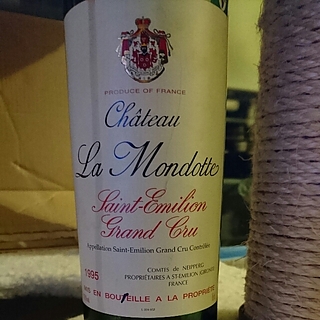 PRODUCE OF FRANCE
Château
La Mondotte
Saint-Emilion
Grand Cru
Appellation Saint-Emilion Grand Cru Contrôlée
1995
COMTES DE NEIPPERG
PROPRIÉTAIRES A ST-EMILION (GIRONDE)
FRANCE
MIS EN BOUTEILLE A LA PROPRIÉTÉ